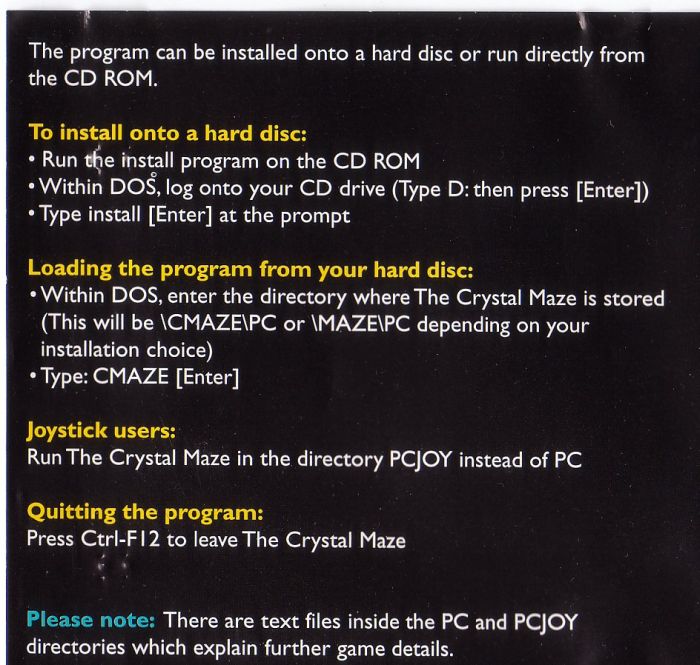 The program can be installed onto a hard disc or run directly from
the CD ROM.
To install onto a hard disc:
• Run the install program on the CD ROM
• Within DOS, log onto your CD drive (Type D: then press [Enter])
• Type install [Enter] at the prompt
Loading the program from your hard disc:
• Within DOS, enter the directory where The Crystal Maze is stored
(This will be \CMAZE\PC or \MAZE\PC depending on your
installation choice)
• Type: CMAZE [Enter]
Joystick users:
Run The Crystal Maze in the directory PCJOY instead of PC
Quitting the program:
Press Ctrl-F12 to leave The Crystal Maze
Please note: There are text files inside the PC and PCJOY
directories which explain further game details.